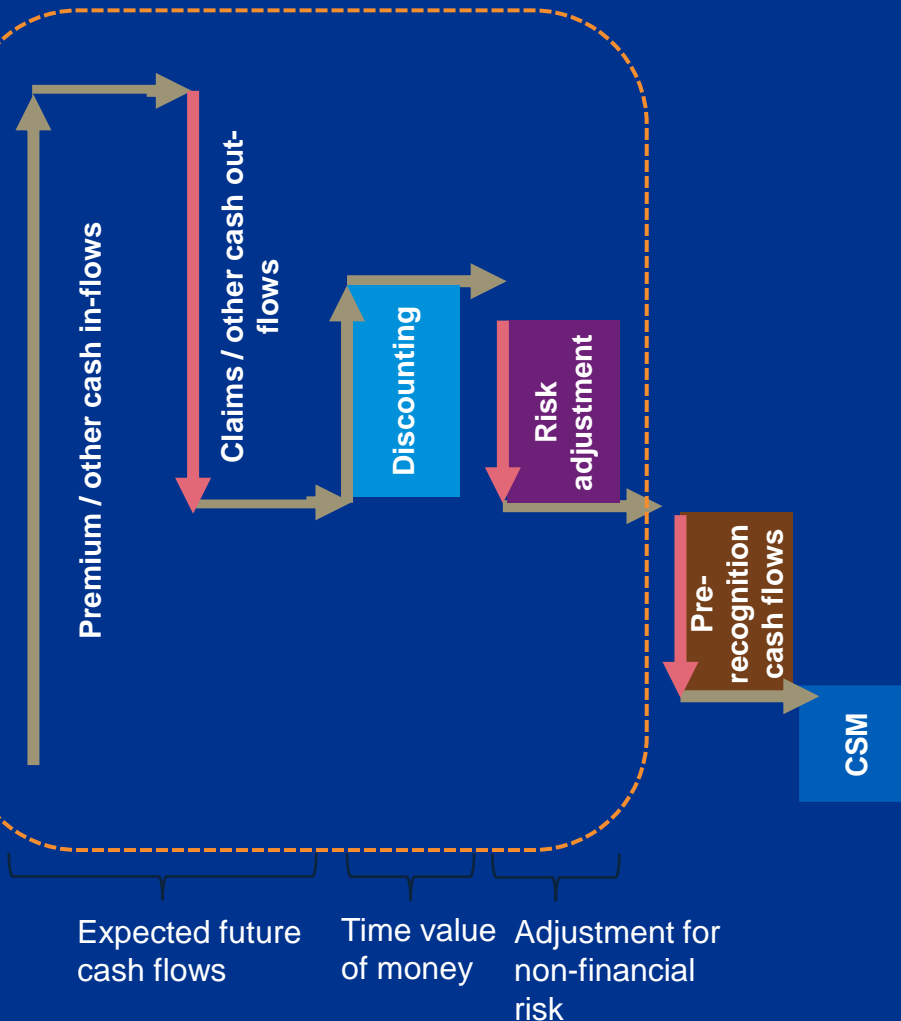 Premium / other cash in-flows
Claims / other cash out-
flows
Discounting
Risk
adjustment
Pre-
recognition
cash flows
CSM
Expected future
cash flows
Time value
of money
Adjustment for
non-financial
risk